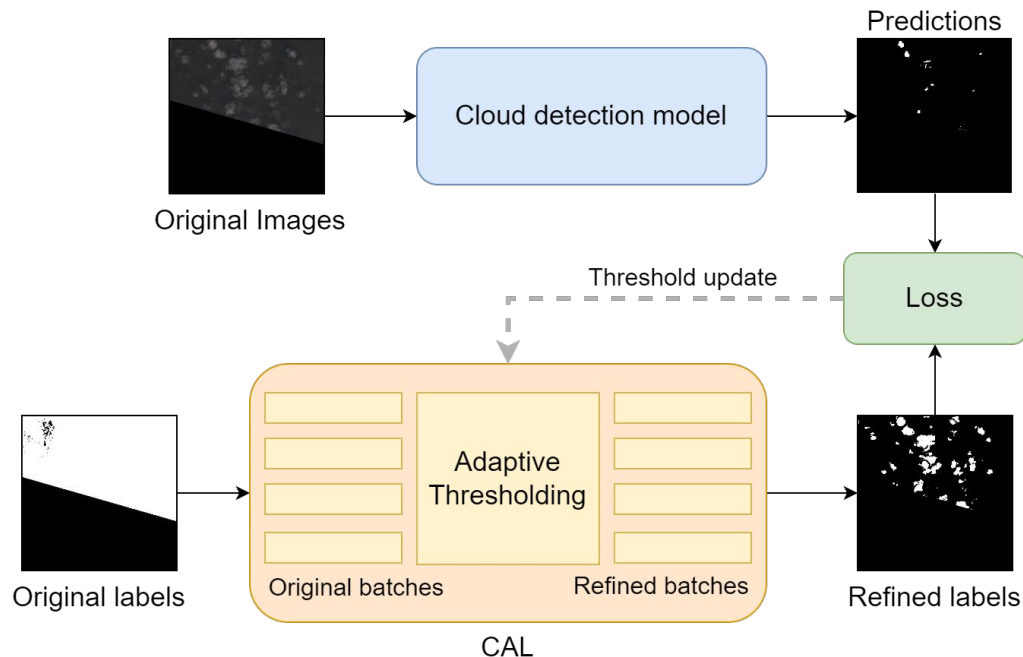 Predictions
Cloud detection model
Original Images
Threshold update
Loss
Adaptive
Thresholding
Original batches
Refined batches
Original labels
Refined labels
CAL